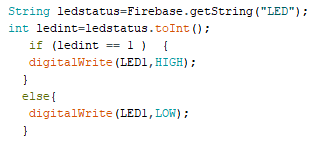 String ledstatus=Firebase.getString("LED");
int ledint=ledstatus.toInt();
if (ledint == 1 ) {
digitalWrite(LED1,HIGH);
}
else{
digitalWrite(LED1,LOW);
}